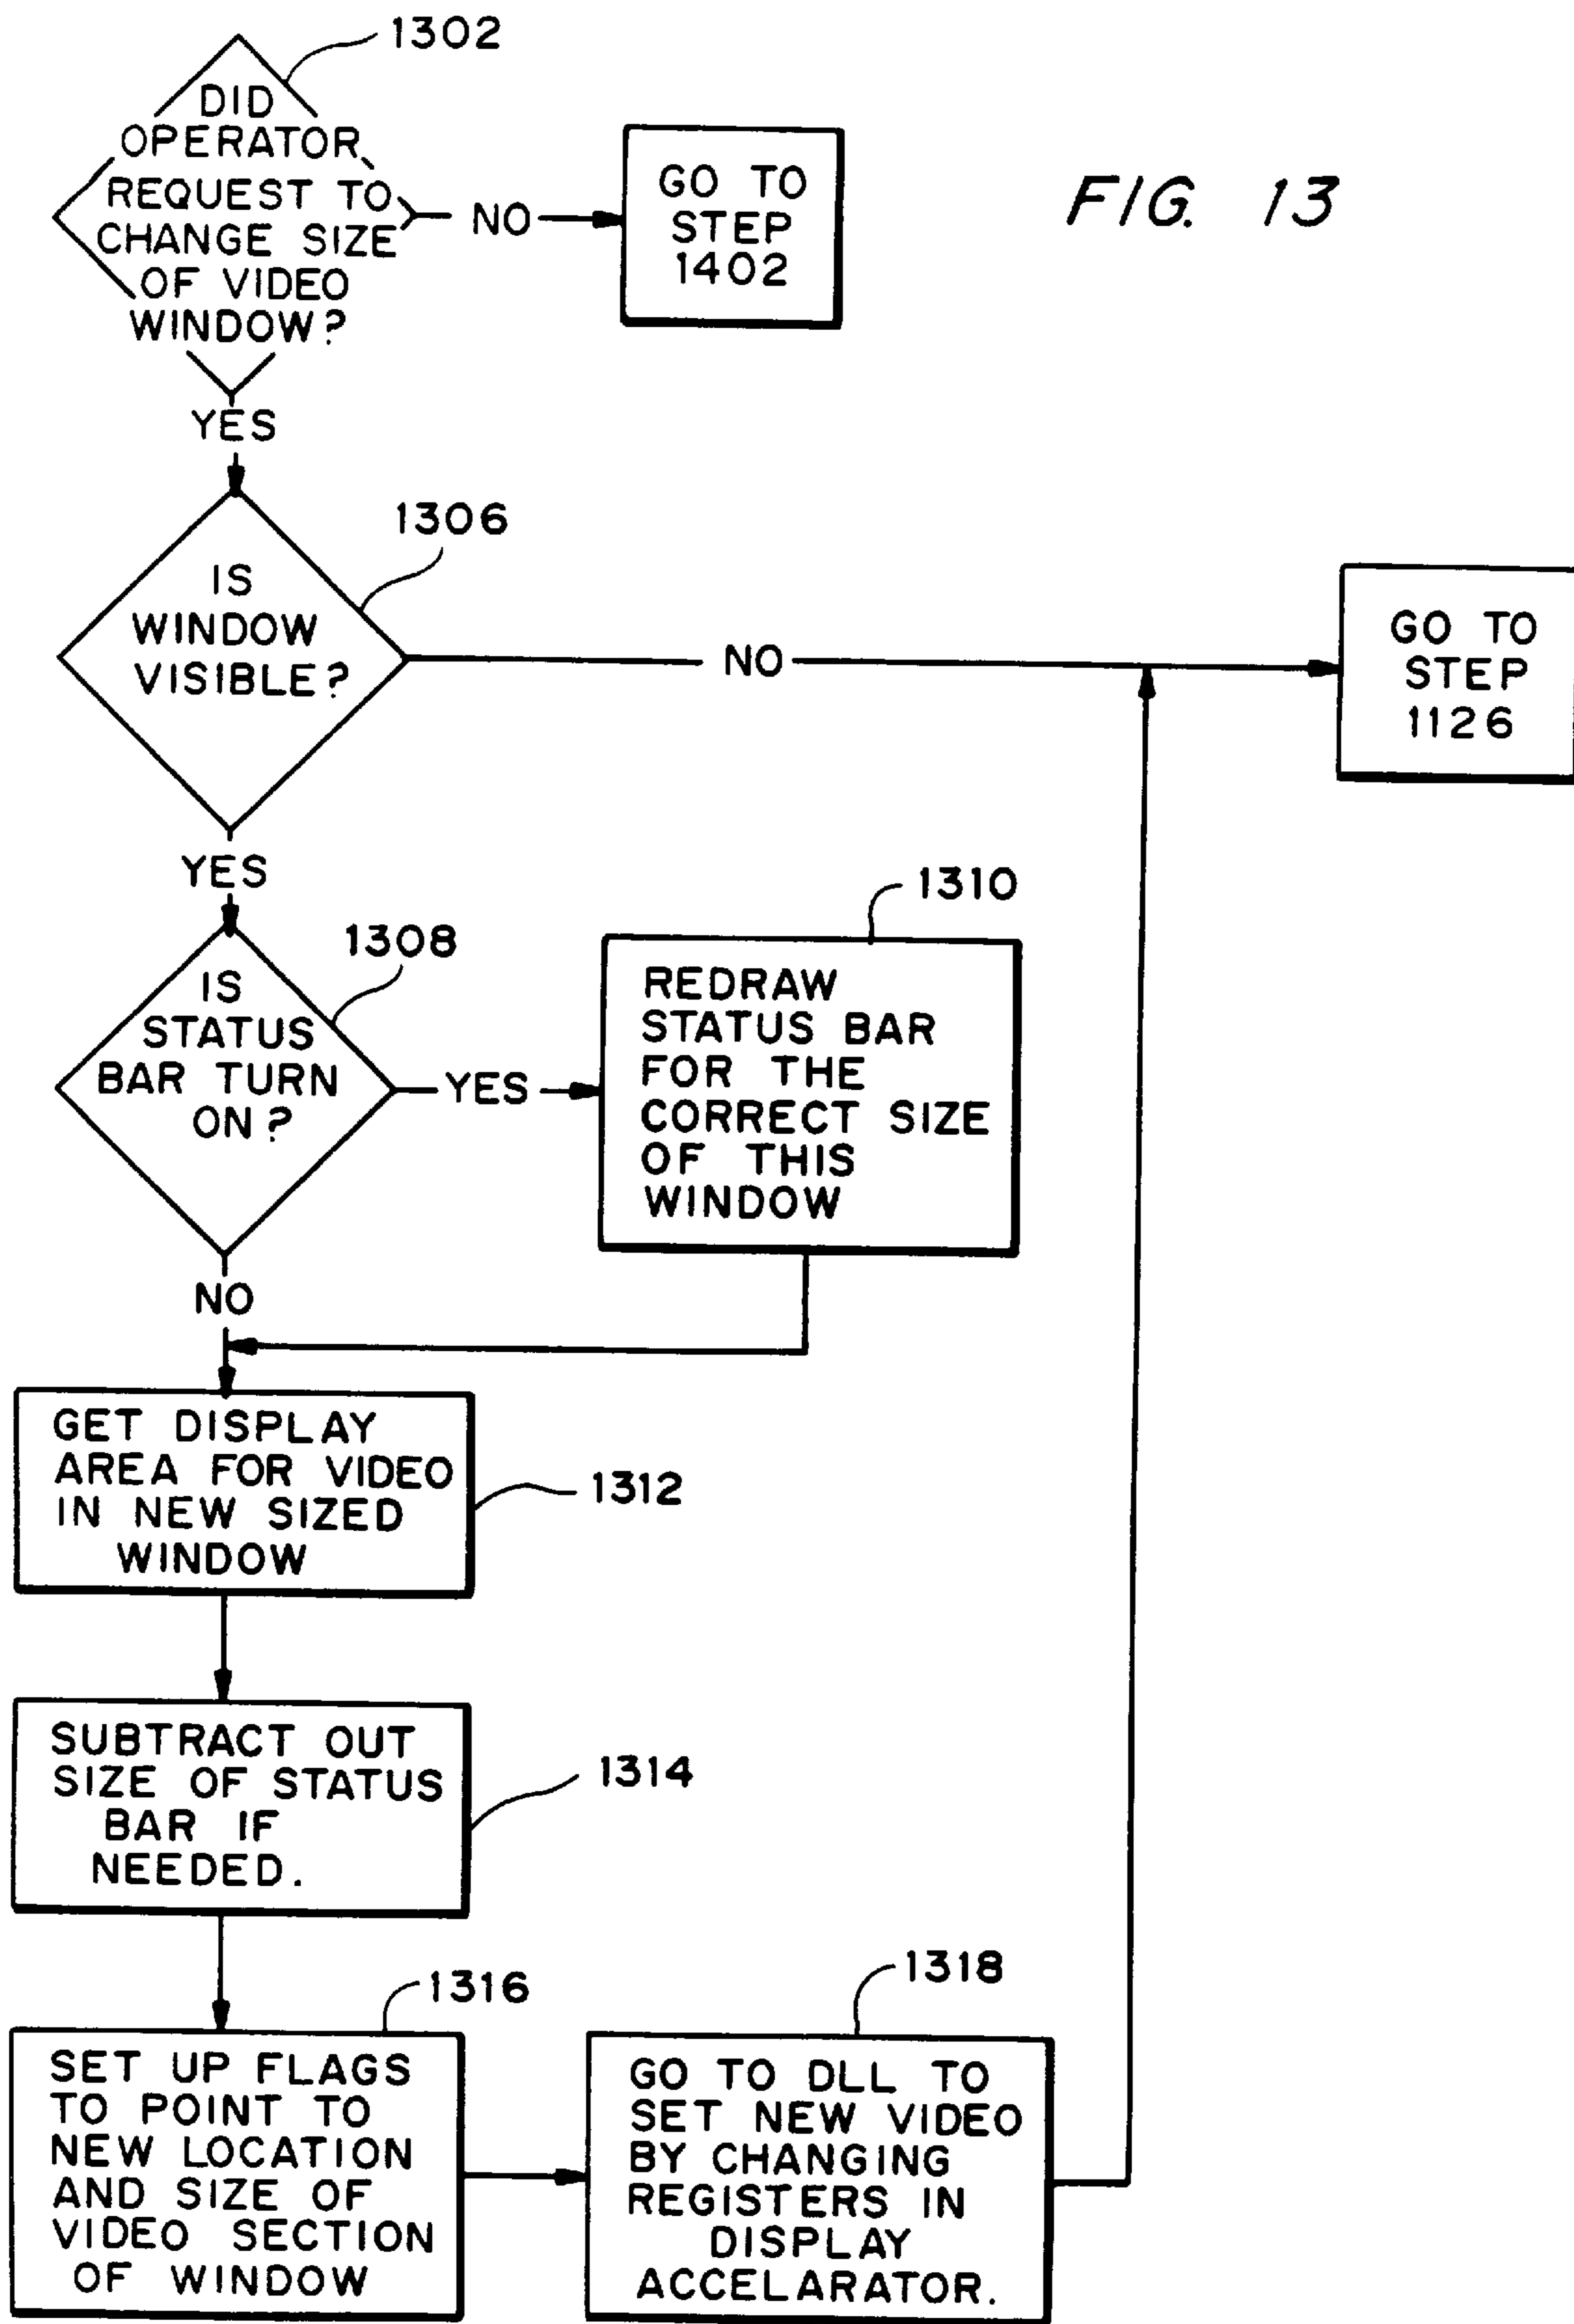 1302
DID
OPERATOR
REQUEST TO
CHANGE SIZE
OF VIDEO
WINDOW?
NO
GO TO
STEP
1402
FIG. 13
YES
1306
IS
WINDOW
VISIBLE?
NO
GO TO
STEP
1126
YES
1308
IS
STATUS
BAR TURN
ON?
YES
1310
REDRAW
STATUS BAR
FOR THE
CORRECT SIZE
OF THIS
WINDOW
NO
GET DISPLAY
AREA FOR VIDEO
IN NEW SIZED
WINDOW
1312
SUBTRACT OUT
SIZE OF STATUS
BAR IF
NEEDED.
1314
1316
SET UP FLAGS
TO POINT TO
NEW LOCATION
AND SIZE OF
VIDEO SECTION
OF WINDOW
1318
GO TO DLL TO
SET NEW VIDEO
BY CHANGING
REGISTERS IN
DISPLAY
ACCELARATOR.